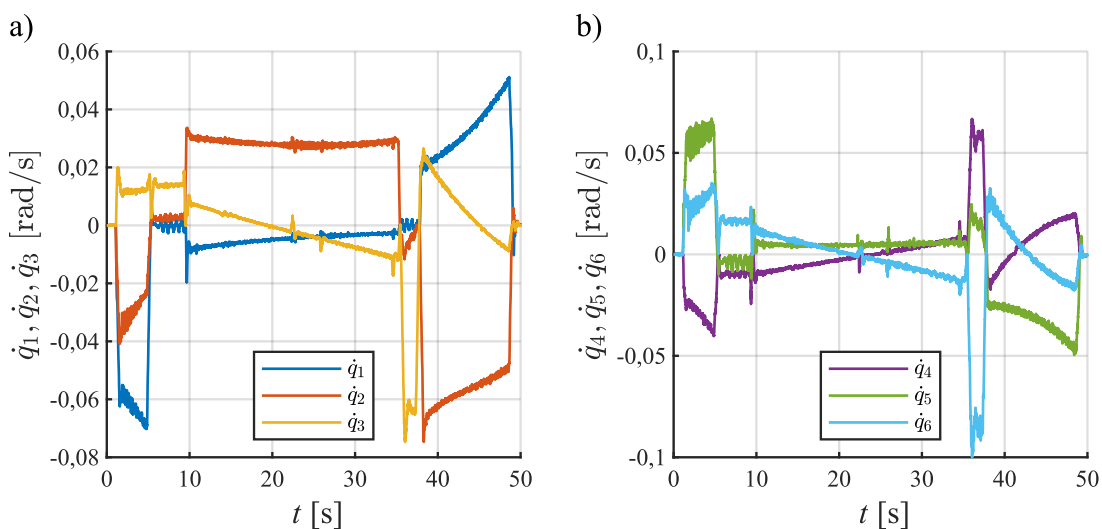 a)
0,06
0,04
0,02
0
-0,02
-0,04
-0,06
-0,08
q̇1, q̇2, q̇3 [rad/s]
q̇1
q̇2
q̇3
0 10 20 30 40 50
t [s]
b)
0,1
0,05
0
-0,05
-0,1
q̇4, q̇5, q̇6 [rad/s]
q̇4
q̇5
q̇6
0 10 20 30 40 50
t [s]